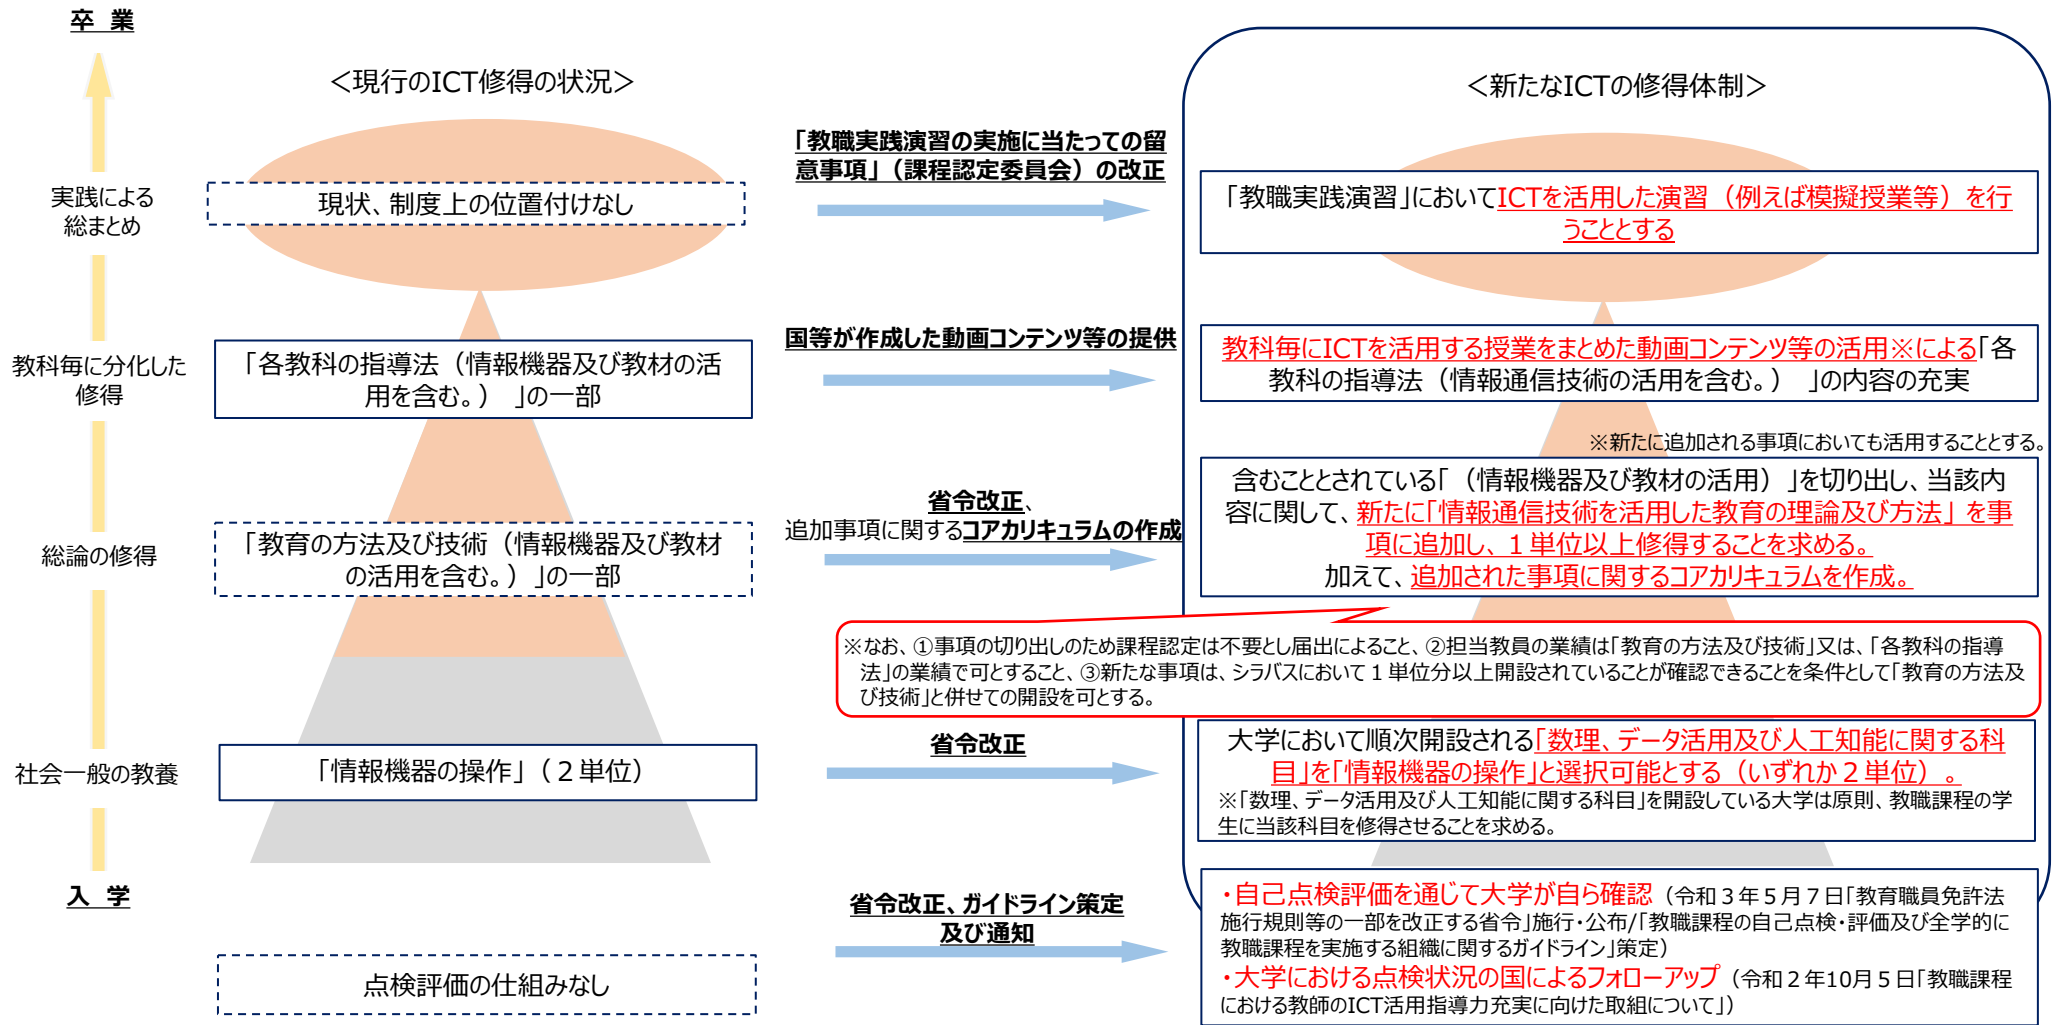 卒 業
<現行のICT修得の状況>
<新たなICTの修得体制>
実践による
総まとめ
現状、制度上の位置付けなし
「教職実践演習の実施に当たっての留
意事項」（課程認定委員会）の改正
「教職実践演習」においてICTを活用した演習（例えば模擬授業等）を行
うこととする
教科毎に分化した
修得
「各教科の指導法（情報機器及び教材の活
用を含む。）」の一部
国等が作成した動画コンテンツ等の提供
教科毎にICTを活用する授業をまとめた動画コンテンツ等の活用※による「各
教科の指導法（情報通信技術の活用を含む。）」の内容の充実
※新たに追加される事項においても活用することとする。
総論の修得
「教育の方法及び技術（情報機器及び教材
の活用を含む。）」の一部
省令改正、
追加事項に関するコアカリキュラムの作成
含むこととされている「（情報機器及び教材の活用）」を切り出し、当該内
容に関して、新たに「情報通信技術を活用した教育の理論及び方法」を事
項に追加し、１単位以上修得することを求める。
加えて、追加された事項に関するコアカリキュラムを作成。
※なお、①事項の切り出しのため課程認定は不要とし届出によること、②担当教員の業績は「教育の方法及び技術」又は、「各教科の指導
法」の業績で可とすること、③新たな事項は、シラバスにおいて１単位分以上開設されていることが確認できることを条件として「教育の方法及
び技術」と併せての開設を可とする。
社会一般の教養
「情報機器の操作」（２単位）
省令改正
大学において順次開設される「数理、データ活用及び人工知能に関する科
目」を「情報機器の操作」と選択可能とする（いずれか２単位）。
※「数理、データ活用及び人工知能に関する科目」を開設している大学は原則、教職課程の学
生に当該科目を修得させることを求める。
入 学
点検評価の仕組みなし
省令改正、ガイドライン策定
及び通知
・自己点検評価を通じて大学が自ら確認（令和３年５月７日「教育職員免許法
施行規則等の一部を改正する省令」施行・公布/「教職課程の自己点検・評価及び全学的に
教職課程を実施する組織に関するガイドライン」策定）
・大学における点検状況の国によるフォローアップ（令和２年10月５日「教職課程
における教師のICT活用指導力充実に向けた取組について」）